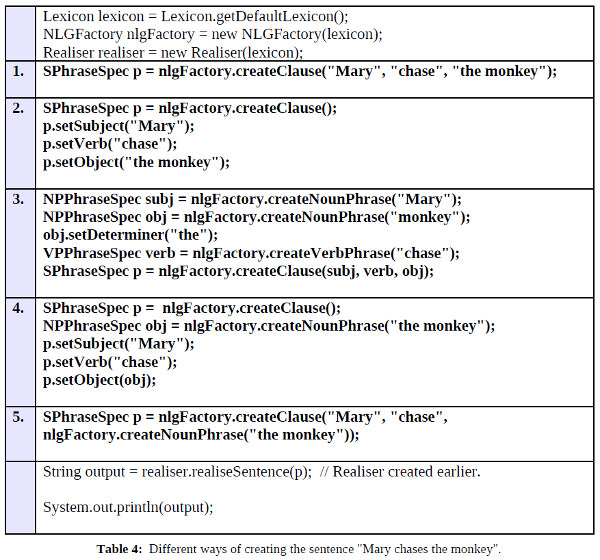 Lexicon lexicon = Lexicon.getDefaultLexicon();
NLGFactory nlgFactory = new NLGFactory(lexicon);
Realiser realiser = new Realiser(lexicon);
1. SPhraseSpec p = nlgFactory.createClause("Mary", "chase", "the monkey");
2. SPhraseSpec p = nlgFactory.createClause();
p.setSubject("Mary");
p.setVerb("chase");
p.setObject("the monkey");
3. NPPhraseSpec subj = nlgFactory.createNounPhrase("Mary");
NPPhraseSpec obj = nlgFactory.createNounPhrase("monkey");
obj.setDeterminer("the");
VPPhraseSpec verb = nlgFactory.createVerbPhrase("chase");
SPhraseSpec p = nlgFactory.createClause(subj, verb, obj);
4. SPhraseSpec p =  nlgFactory.createClause();
NPPhraseSpec obj = nlgFactory.createNounPhrase("the monkey");
p.setSubject("Mary");
p.setVerb("chase");
p.setObject(obj);
5. SPhraseSpec p = nlgFactory.createClause("Mary", "chase",
nlgFactory.createNounPhrase("the monkey"));
String output = realiser.realiseSentence(p);  // Realiser created earlier.
System.out.println(output);
Table 4:  Different ways of creating the sentence "Mary chases the monkey".